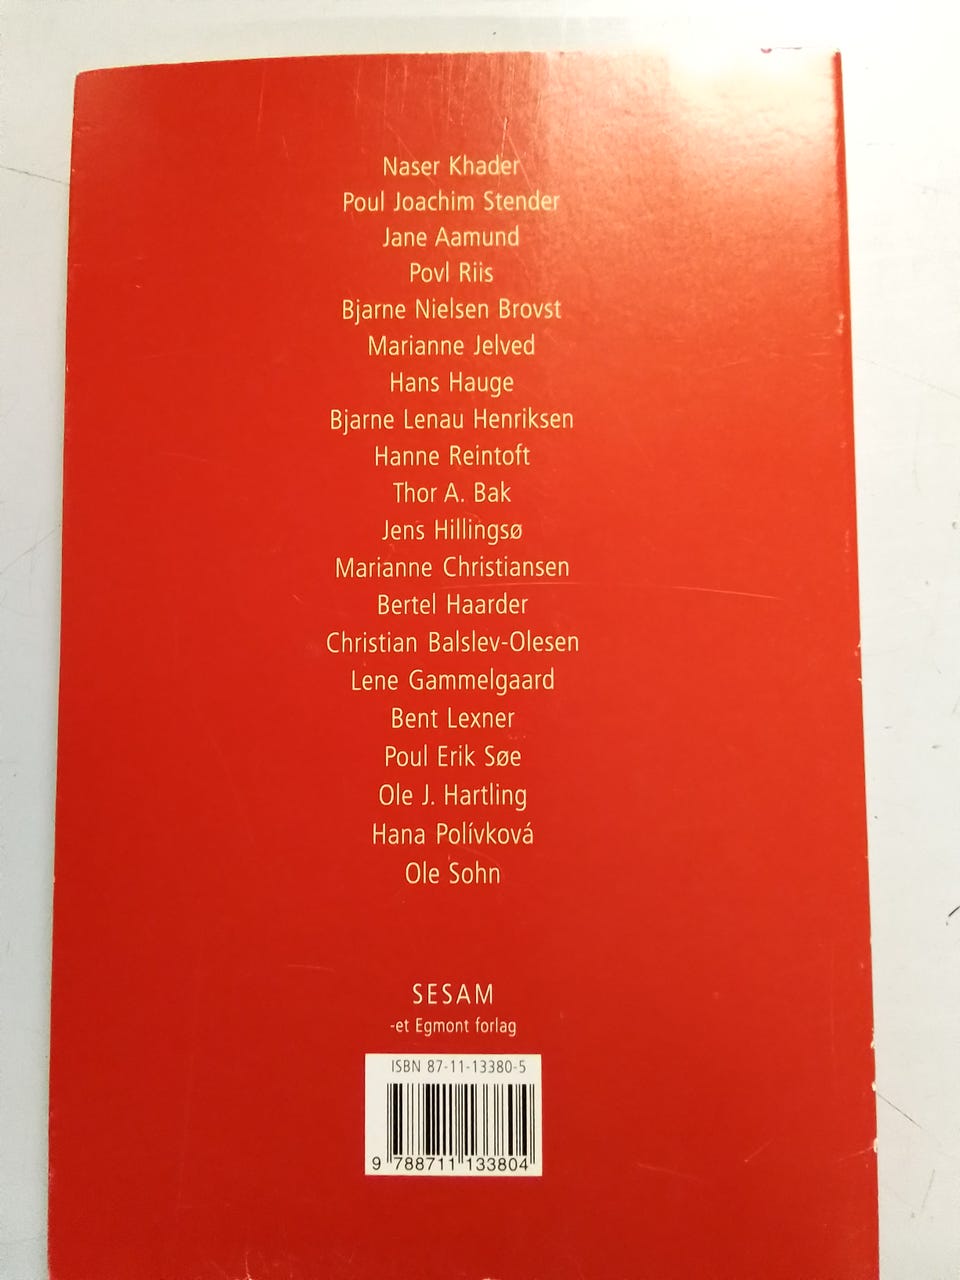 Naser Khader
Poul Joachim Stender
Jane Aamund
Povl Riis
Bjarne Nielsen Brovst
Marianne Jelved
Hans Hauge
Bjarne Lenau Henriksen
Hanne Reintoft
Thor A. Bak
Jens Hillingsø
Marianne Christiansen
Bertel Haarder
Christian Balslev-Olesen
Lene Gammelgaard
Bent Lexner
Poul Erik Søe
Ole J. Hartling
Hana Polívková
Ole Sohn
SESAM
-et Egmont forlag
ISBN 87-11-13380-5
9 788711 133804